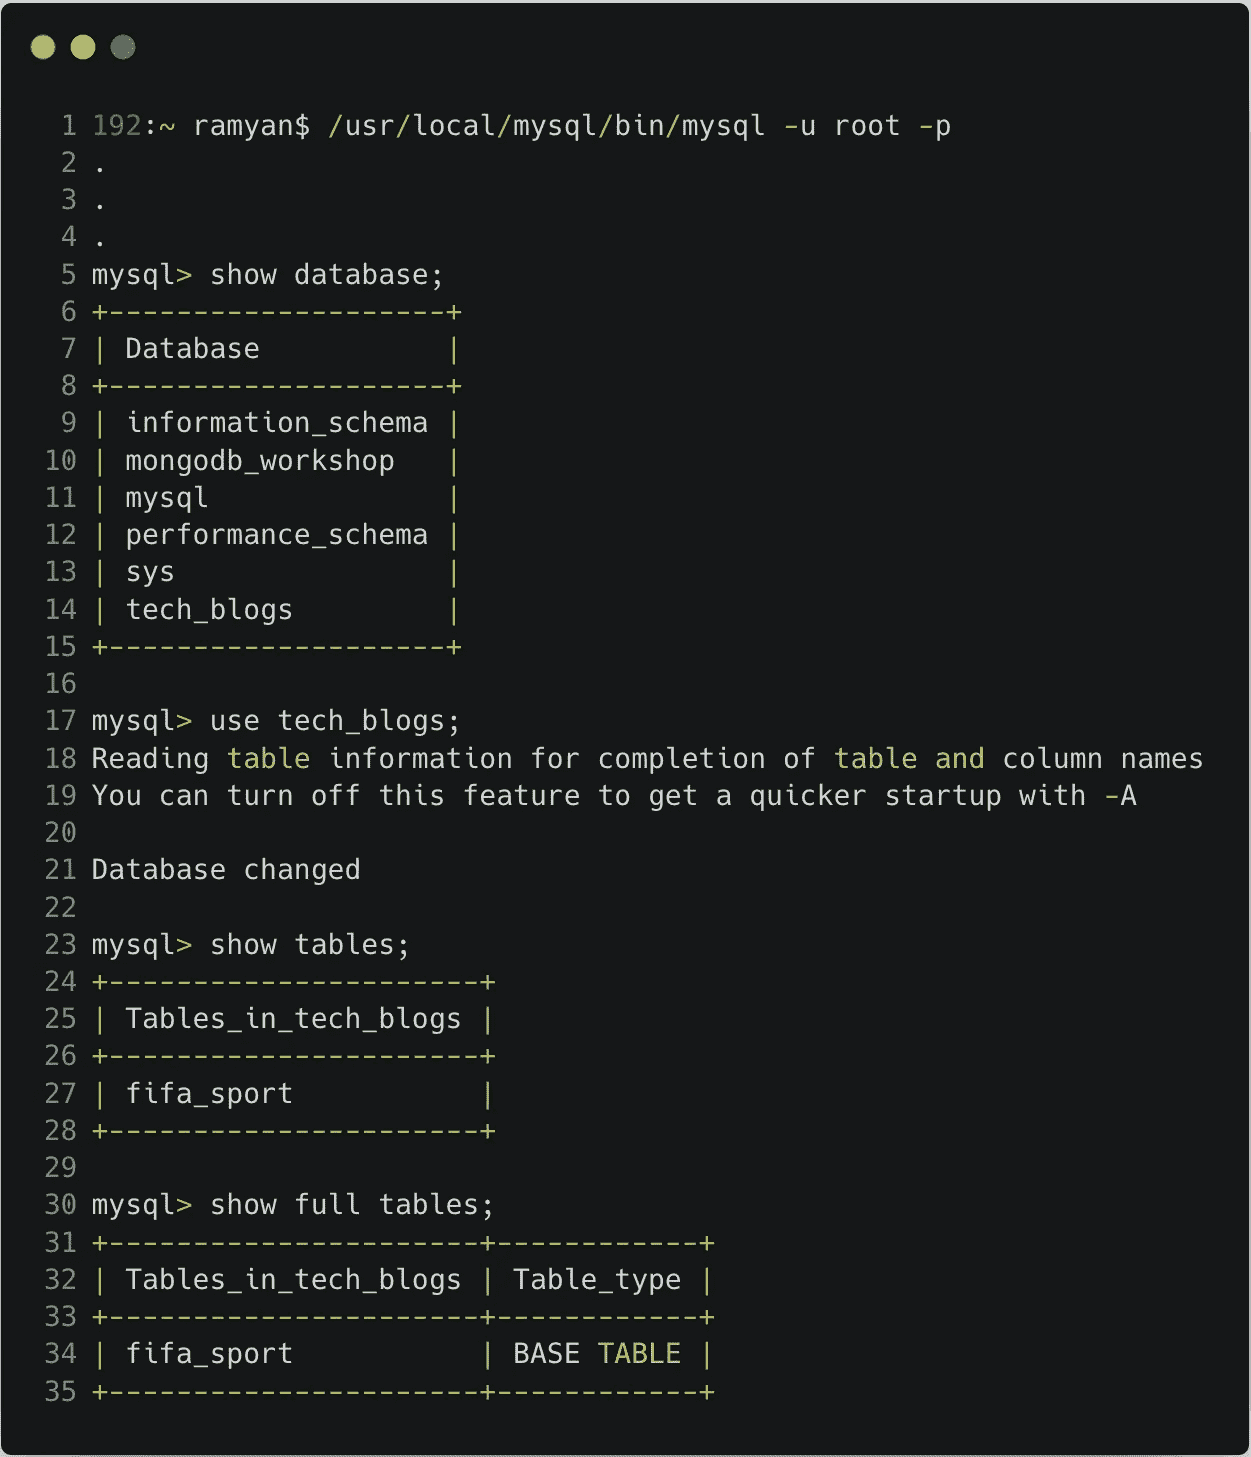 1 192:~ ramyan$ /usr/local/mysql/bin/mysql -u root -p
2 .
3 .
4 .
5 mysql> show database;
6 +--------------------+
7 | Database           |
8 +--------------------+
9 | information_schema |
10 | mongodb_workshop   |
11 | mysql              |
12 | performance_schema |
13 | sys                |
14 | tech_blogs         |
15 +--------------------+
16
17 mysql> use tech_blogs;
18 Reading table information for completion of table and column names
19 You can turn off this feature to get a quicker startup with -A
20
21 Database changed
22
23 mysql> show tables;
24 +----------------------+
25 | Tables_in_tech_blogs |
26 +----------------------+
27 | fifa_sport           |
28 +----------------------+
29
30 mysql> show full tables;
31 +----------------------+------------+
32 | Tables_in_tech_blogs | Table_type |
33 +----------------------+------------+
34 | fifa_sport           | BASE TABLE |
35 +----------------------+------------+